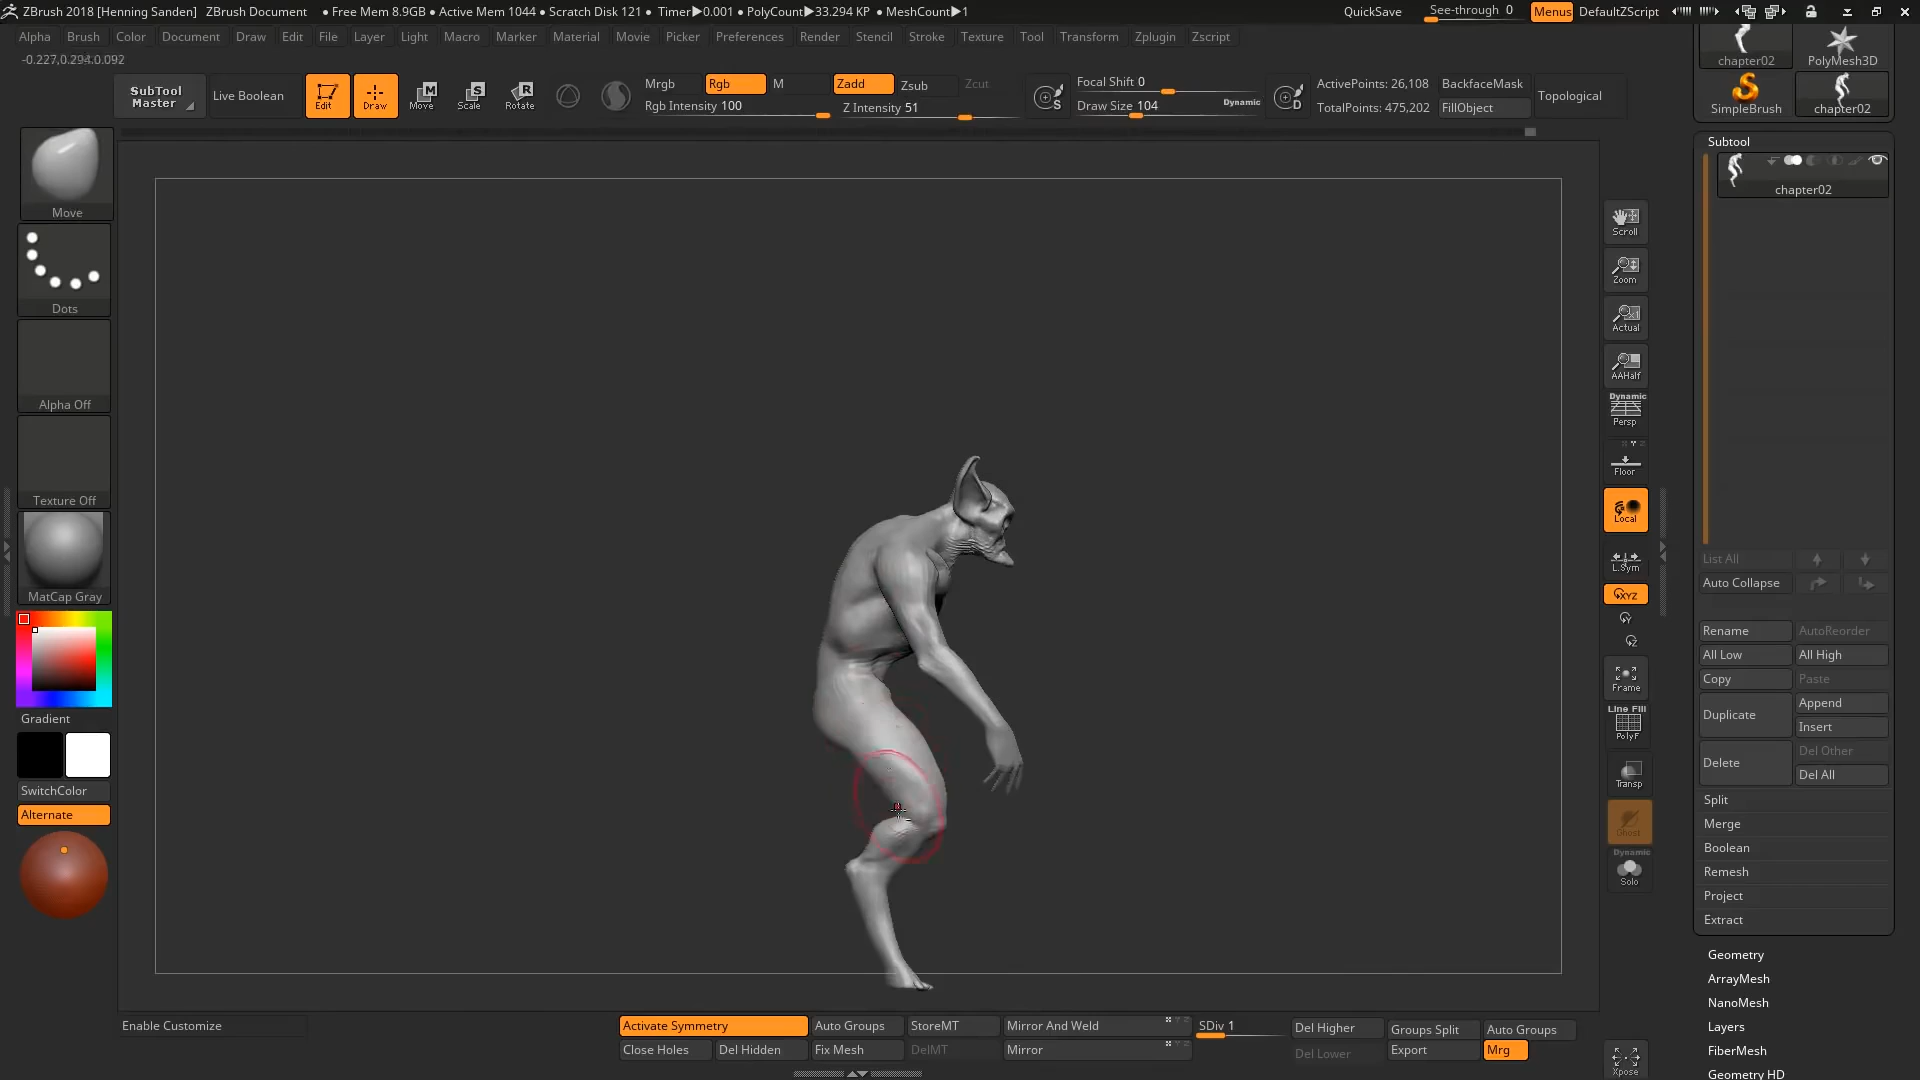 ZBrush 2018 [Henning Sanden] ZBrush Document • Free Mem 8.9GB • Active Mem 1044 • Scratch Disk 121 • Timer▶0.001 • PolyCount▶33.294 KP • MeshCount▶1 QuickSave See-through 0 Menus DefaultZScript
Alpha Brush Color Document Draw Edit File Layer Light Macro Marker Material Movie Picker Preferences Render Stencil Stroke Texture Tool Transform Zplugin Zscript
-0.227,0.294,0.092
SubTool Master
Live Boolean
Edit Draw Move Scale Rotate
Mrgb Rgb M Zadd Zsub Zcut
Rgb Intensity 100 Z Intensity 51
S
Focal Shift 0
Draw Size 104 Dynamic
D
ActivePoints: 26,108 BackfaceMask
TotalPoints: 475,202 FillObject
Topological
chapter02 PolyMesh3D
SimpleBrush chapter02
Subtool
chapter02
Move
Dots
Alpha Off
Texture Off
MatCap Gray
Gradient
SwitchColor
Alternate
Scroll
Zoom
Actual
AAHalf
Dynamic
Persp
Floor
Local
L.Sym
XYZ
Y
Z
Frame
Line Fill
PolyF
Transp
Ghost
Dynamic
Solo
Xpose
List All
Auto Collapse
Rename AutoReorder
All Low All High
Copy Paste
Duplicate Append
Insert
Delete Del Other
Del All
Split
Merge
Boolean
Remesh
Project
Extract
Geometry
ArrayMesh
NanoMesh
Layers
FiberMesh
Geometry HD
Enable Customize
Activate Symmetry Auto Groups StoreMT Mirror And Weld SDiv 1 Del Higher Groups Split Auto Groups
Close Holes Del Hidden Fix Mesh DelMT Mirror Del Lower Export Mrg